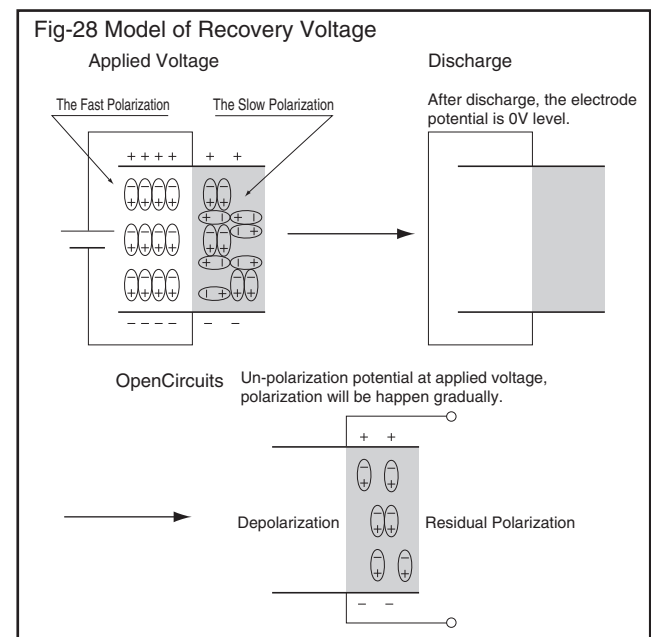 Fig-28 Model of Recovery Voltage
Applied Voltage
Discharge
The Fast Polarization
The Slow Polarization
After discharge, the electrode
potential is 0V level.
+ + + + + +
– – – – – –
OpenCircuits
Un-polarization potential at applied voltage,
polarization will be happen gradually.
+ +
Depolarization
Residual Polarization
– –